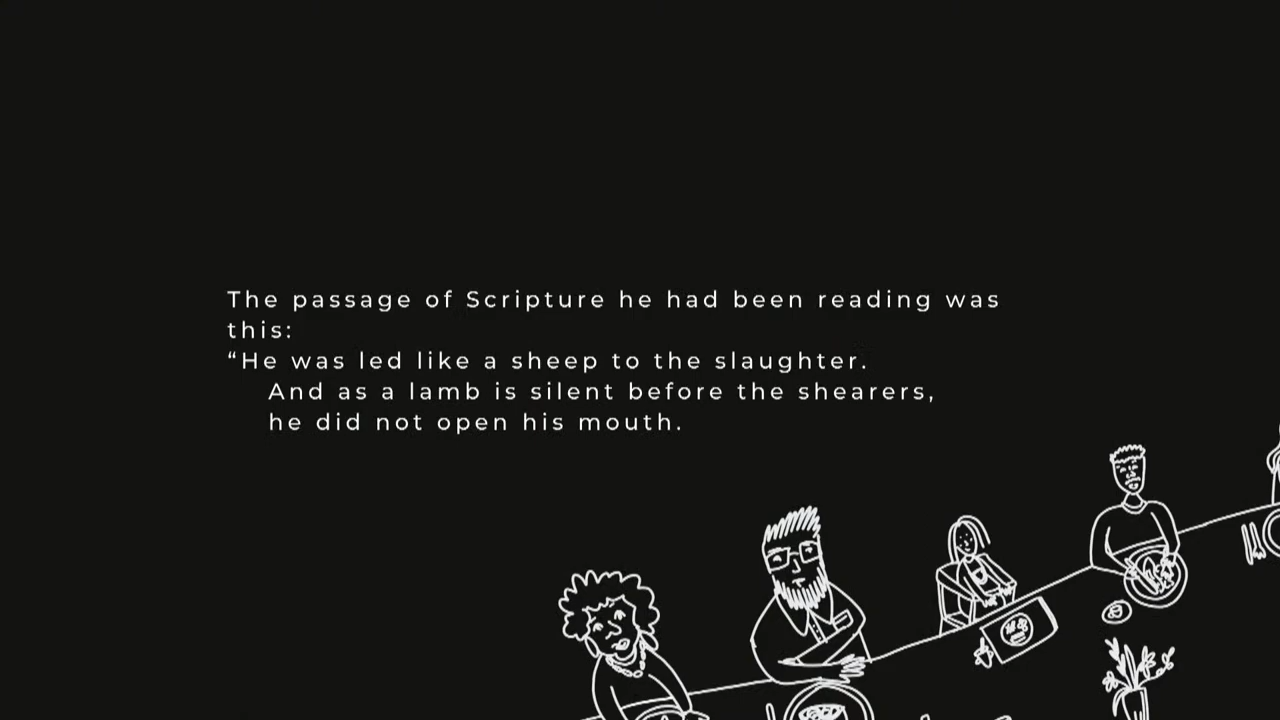 The passage of Scripture he had been reading was
this:
“He was led like a sheep to the slaughter.
And as a lamb is silent before the shearers,
he did not open his mouth.